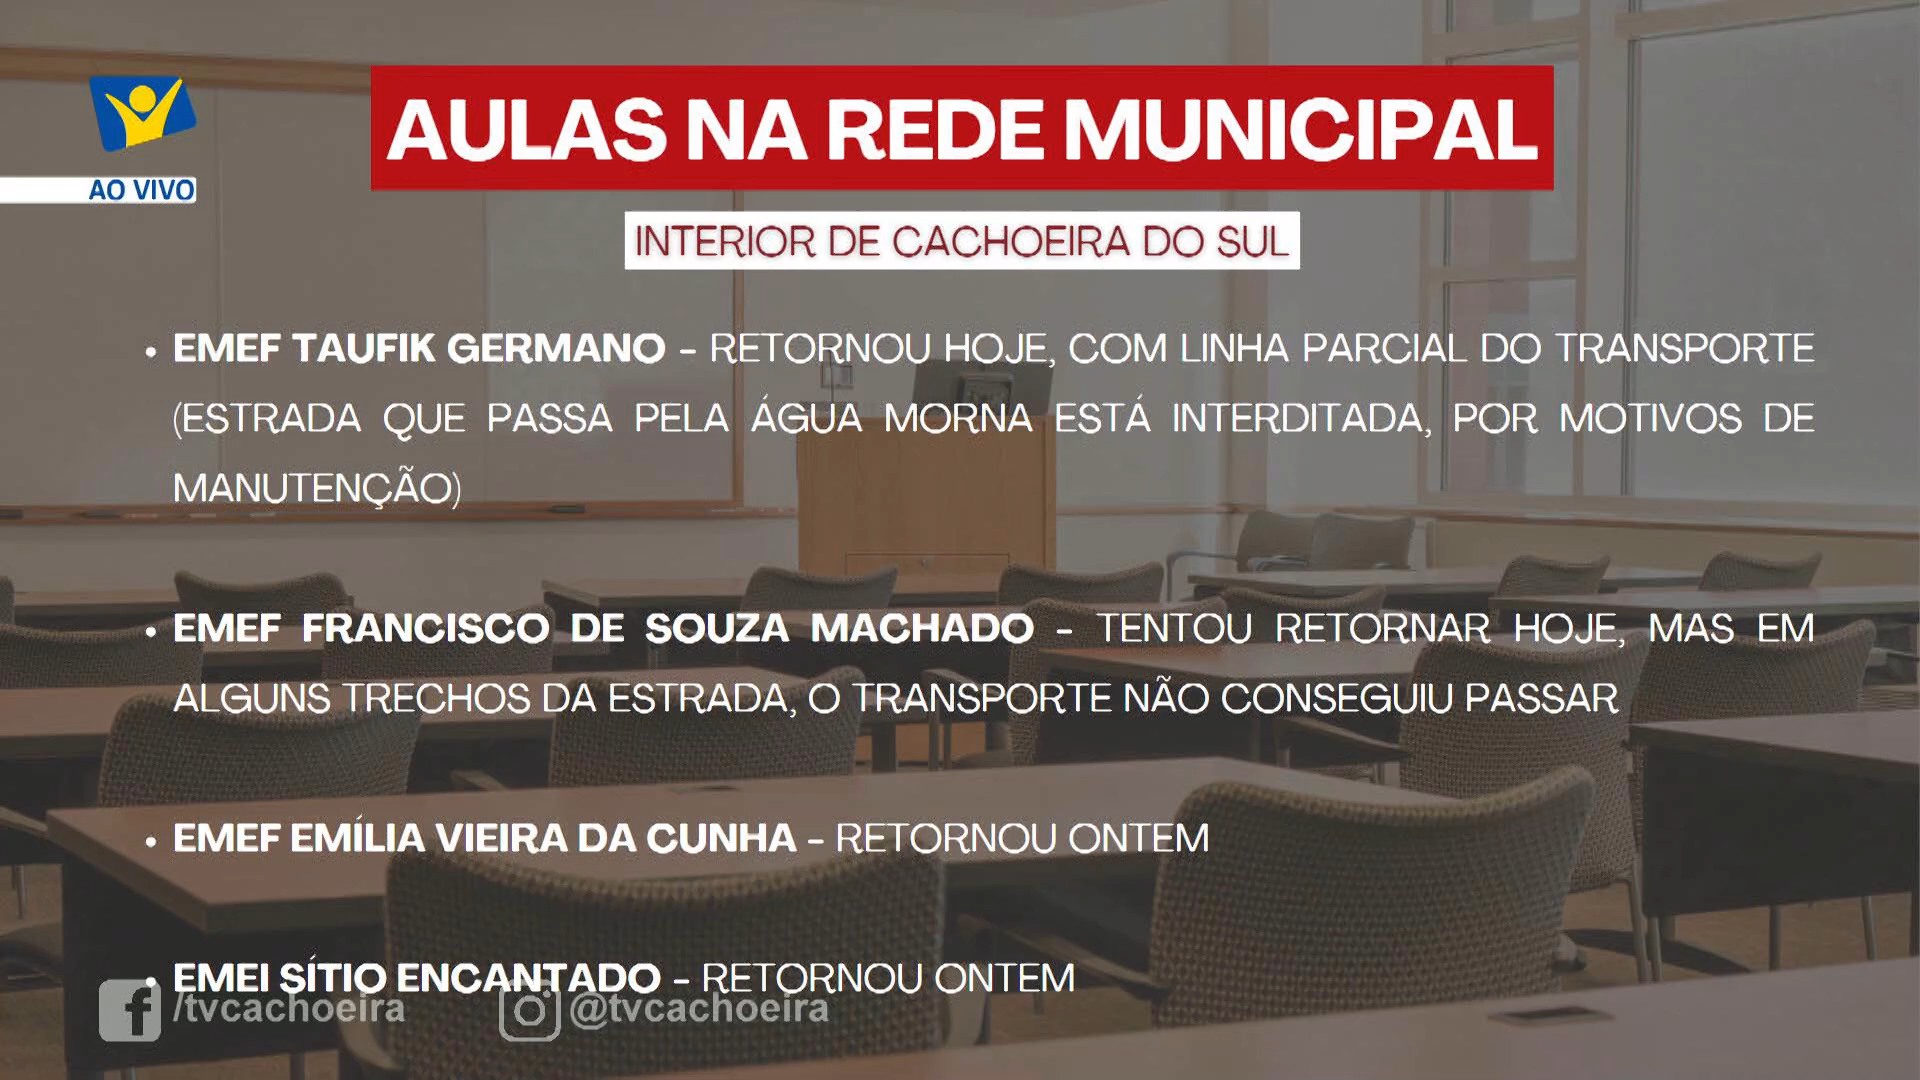 AULAS NA REDE MUNICIPAL
AO VIVO
INTERIOR DE CACHOEIRA DO SUL
• EMEF TAUFIK GERMANO - RETORNOU HOJE, COM LINHA PARCIAL DO TRANSPORTE
(ESTRADA QUE PASSA PELA ÁGUA MORNA ESTÁ INTERDITADA, POR MOTIVOS DE
MANUTENÇÃO)
• EMEF FRANCISCO DE SOUZA MACHADO - TENTOU RETORNAR HOJE, MAS EM
ALGUNS TRECHOS DA ESTRADA, O TRANSPORTE NÃO CONSEGUIU PASSAR
• EMEF EMÍLIA VIEIRA DA CUNHA - RETORNOU ONTEM
• EMEI SÍTIO ENCANTADO - RETORNOU ONTEM
/tvcachoeira @tvcachoeira